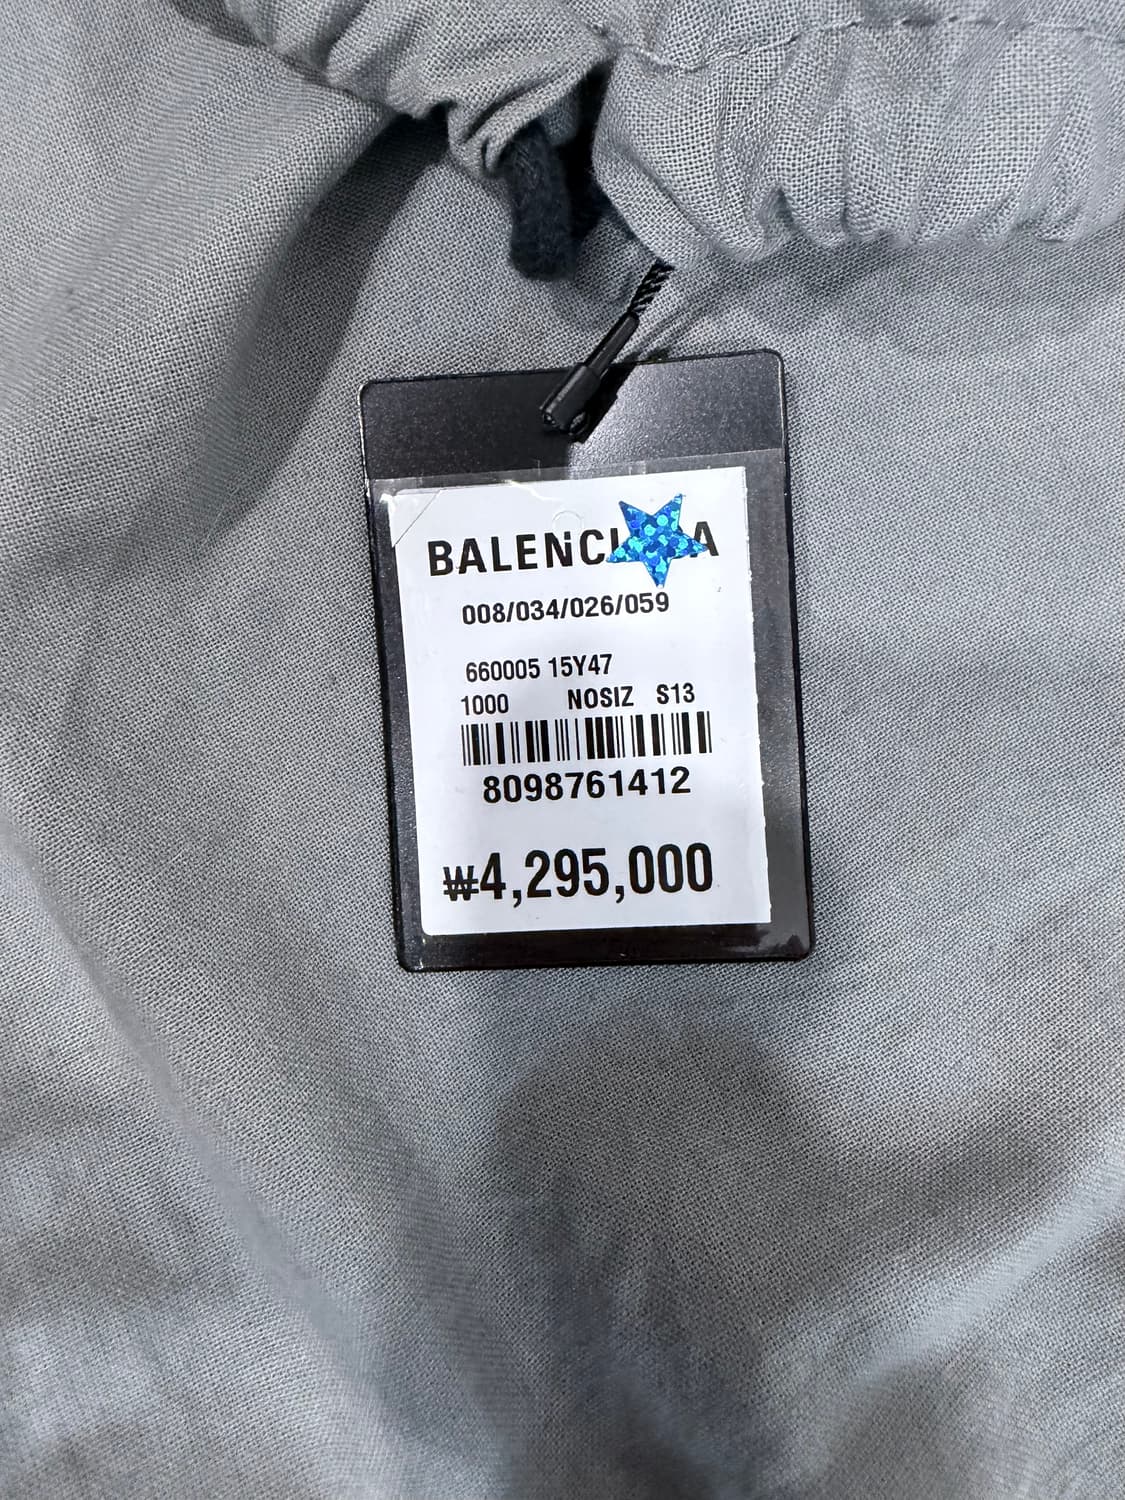 BALENCI A
008/034/026/059
660005 15Y47
1000 NOSIZ S13
8098761412
₩4,295,000